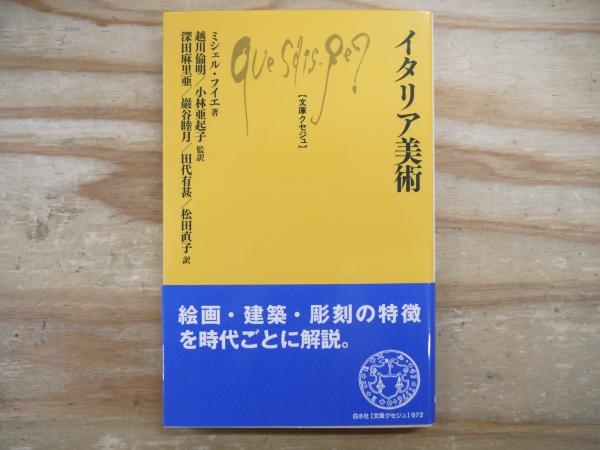 イタリア美術
Que sais-je?
［文庫クセジュ］
ミシェル・フイエ 著
越川倫明／小林亜起子 監訳
深田麻里亜／巖谷睦月／田代有甚／松田直子 訳
絵画・建築・彫刻の特徴
を時代ごとに解説。
白水社［文庫クセジュ］972